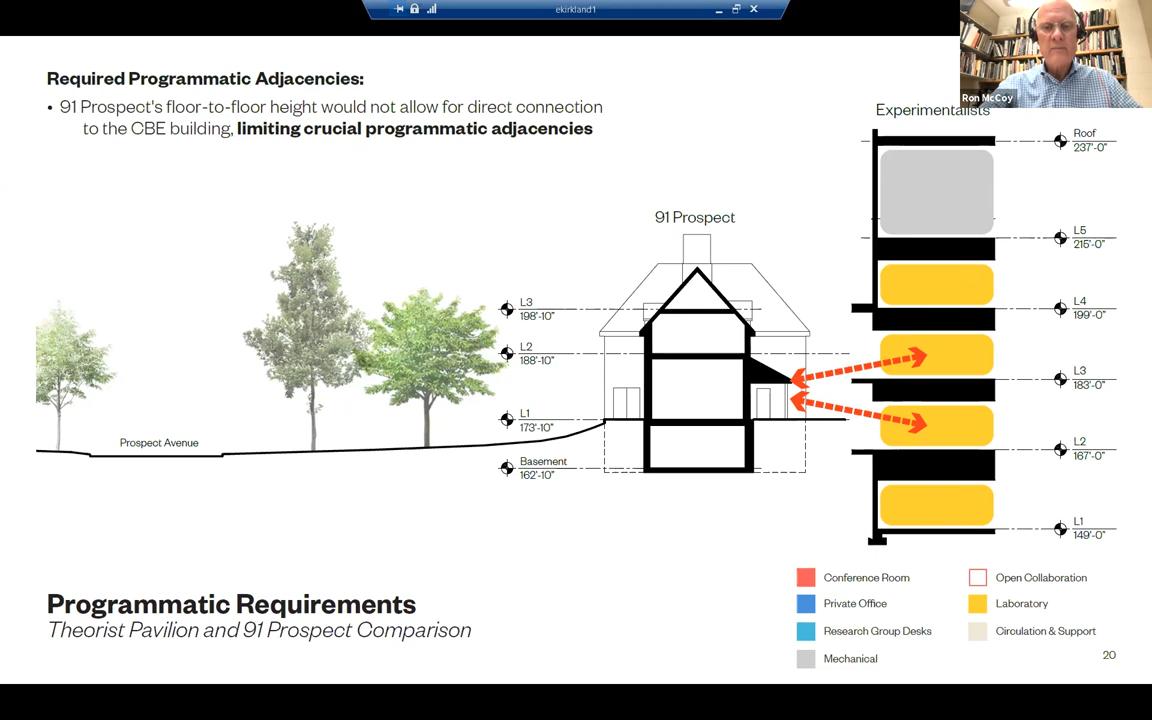 ekirkland1
Ron McCoy
Required Programmatic Adjacencies:
• 91 Prospect's floor-to-floor height would not allow for direct connection
to the CBE building, limiting crucial programmatic adjacencies
Experimentalists
Roof
237'-0"
L5
215'-0"
L4
199'-0"
L3
183'-0"
L2
167'-0"
L1
149'-0"
91 Prospect
L3
198'-10"
L2
188'-10"
L1
173'-10"
Basement
162'-10"
Prospect Avenue
Programmatic Requirements
Theorist Pavilion and 91 Prospect Comparison
Conference Room
Private Office
Research Group Desks
Mechanical
Open Collaboration
Laboratory
Circulation & Support
20